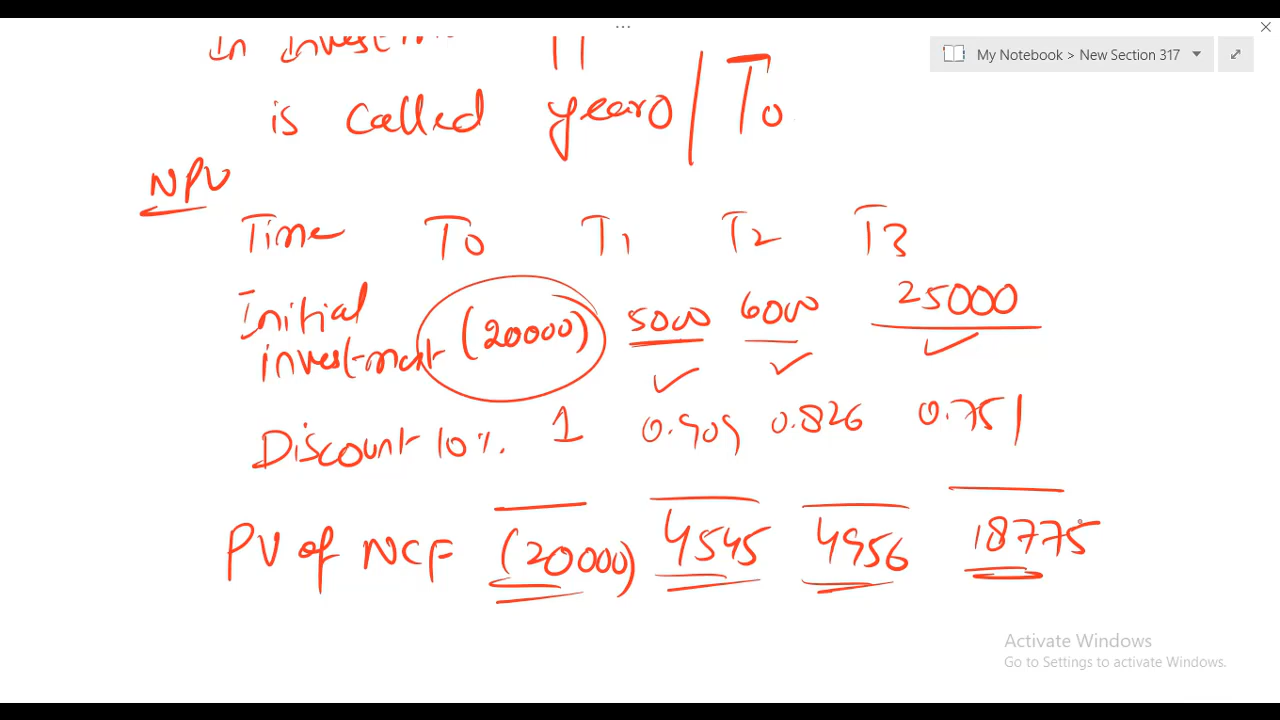 My Notebook > New Section 317
is called year0 / T0
NPV
Time T0 T1 T2 T3
Initial investment (20000) 5000 6000 25000
Discount 10%. 1 0.909 0.826 0.751
PV of NCF (20000) 4545 4956 18775
Activate Windows
Go to Settings to activate Windows.